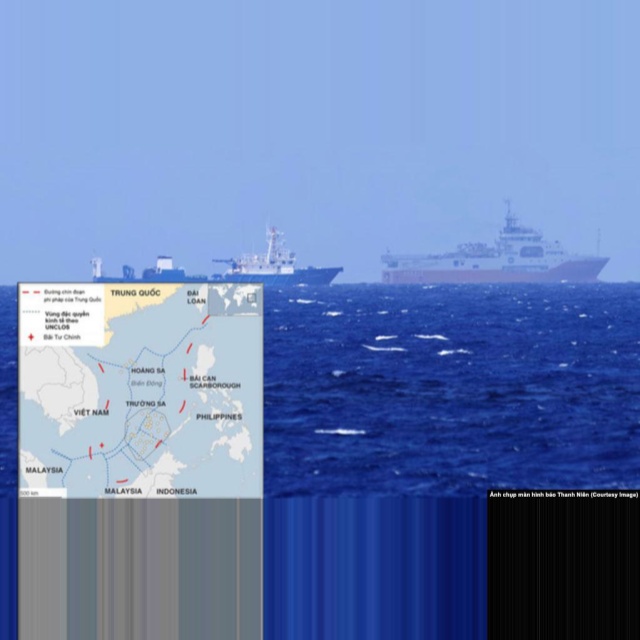 Đường chín đoạn
phi pháp của Trung Quốc
Vùng đặc quyền
kinh tế theo
UNCLOS
Bãi Tư Chính
TRUNG QUỐC
ĐÀI
LOAN
HOÀNG SA
Biển Đông
BÃI CẠN
SCARBOROUGH
TRƯỜNG SA
VIỆT NAM
PHILIPPINES
MALAYSIA
500 km
MALAYSIA
INDONESIA
Ảnh chụp màn hình báo Thanh Niên (Courtesy Image)